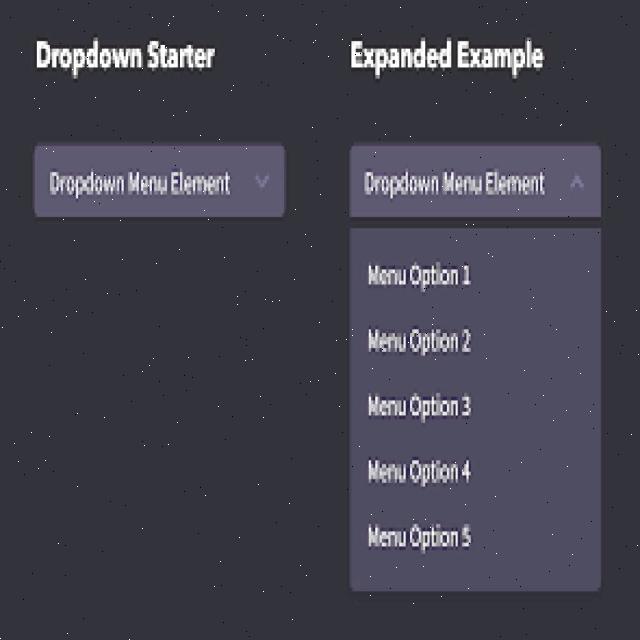 Dropdown Starter
Dropdown Menu Element
Expanded Example
Dropdown Menu Element
Menu Option 1
Menu Option 2
Menu Option 3
Menu Option 4
Menu Option 5